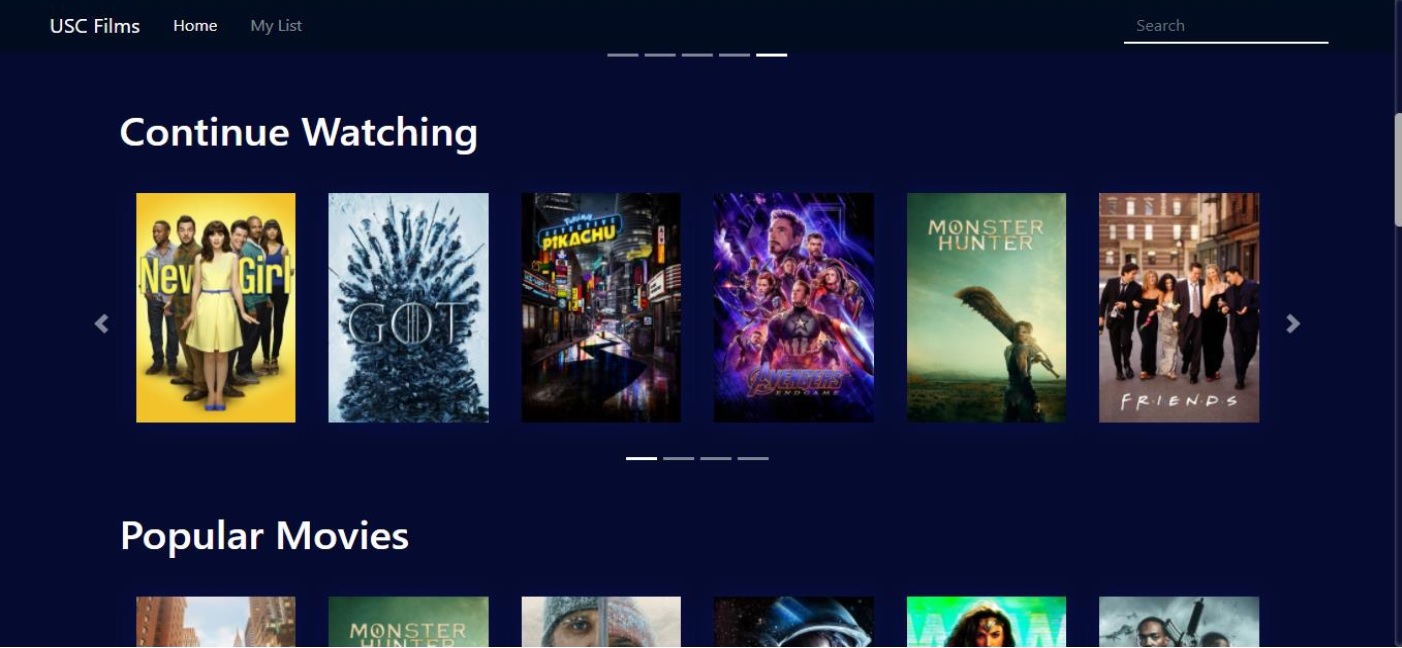 USC Films Home My List Search
Continue Watching
New Girl
GOT
POKÉMON
DETECTIVE
PIKACHU
AVENGERS
ENDGAME
MONSTER
HUNTER
F·R·I·E·N·D·S
Popular Movies
MONSTER
HUNTER